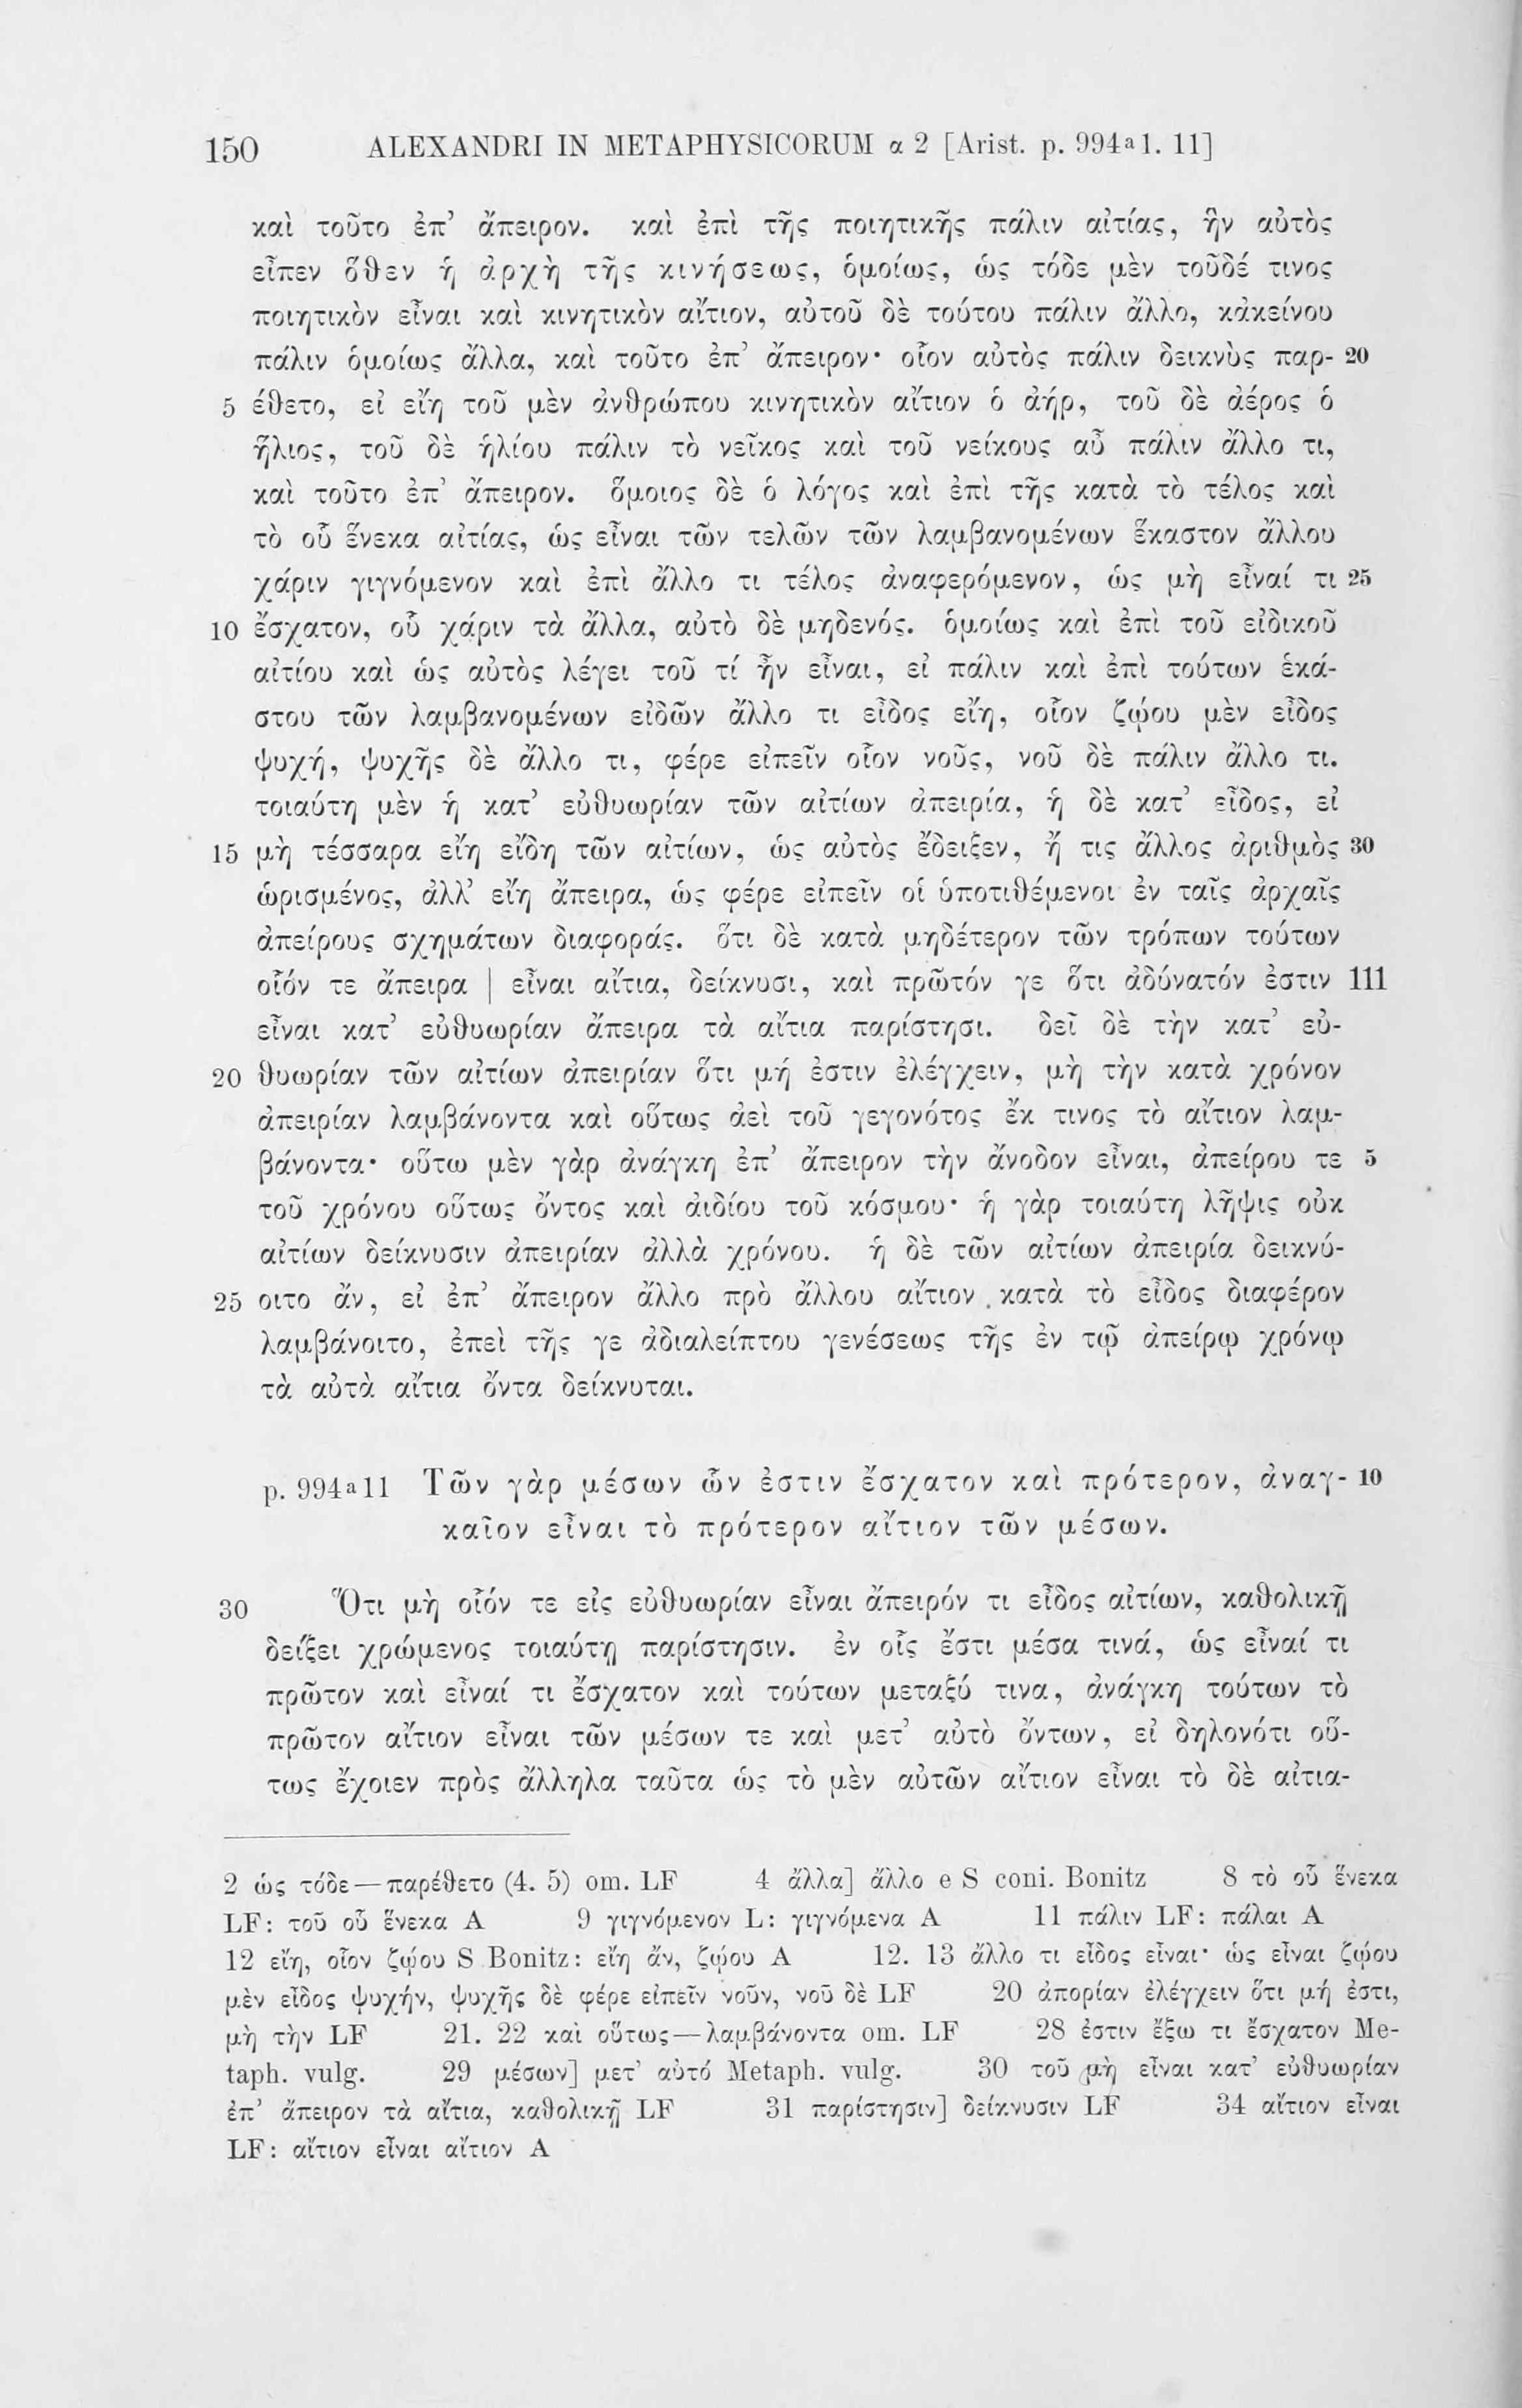 150 ALEXANDRI IN METAPHYSICORUM α 2 [Arist. p. 994ª1. 11]
καὶ τοῦτο ἐπ’ ἄπειρον. καὶ ἐπὶ τῆς ποιητικῆς πάλιν αἰτίας, ἣν αὐτὸς
εἶπεν ὅθεν ἡ ἀρχὴ τῆς κινήσεως, ὁμοίως, ὡς τόδε μὲν τοῦδέ τινος
ποιητικὸν εἶναι καὶ κινητικὸν αἴτιον, αὐτοῦ δὲ τούτου πάλιν ἄλλο, κἀκείνου
πάλιν ὁμοίως ἄλλα, καὶ τοῦτο ἐπ’ ἄπειρον· οἷον αὐτὸς πάλιν δεικνὺς παρ- 20
5 έθετο, εἰ εἴη τοῦ μὲν ἀνθρώπου κινητικὸν αἴτιον ὁ ἀήρ, τοῦ δὲ ἀέρος ὁ
ἥλιος, τοῦ δὲ ἡλίου πάλιν τὸ νεῖκος καὶ τοῦ νείκους αὖ πάλιν ἄλλο τι,
καὶ τοῦτο ἐπ’ ἄπειρον. ὅμοιος δὲ ὁ λόγος καὶ ἐπὶ τῆς κατὰ τὸ τέλος καὶ
τὸ οὗ ἕνεκα αἰτίας, ὡς εἶναι τῶν τελῶν τῶν λαμβανομένων ἕκαστον ἄλλου
χάριν γιγνόμενον καὶ ἐπὶ ἄλλο τι τέλος ἀναφερόμενον, ὡς μὴ εἶναί τι 25
10 ἔσχατον, οὗ χάριν τὰ ἄλλα, αὐτὸ δὲ μηδενός. ὁμοίως καὶ ἐπὶ τοῦ εἰδικοῦ
αἰτίου καὶ ὡς αὐτὸς λέγει τοῦ τί ἦν εἶναι, εἰ πάλιν καὶ ἐπὶ τούτων ἑκά-
στου τῶν λαμβανομένων εἰδῶν ἄλλο τι εἶδος εἴη, οἷον ζῴου μὲν εἶδος
ψυχή, ψυχῆς δὲ ἄλλο τι, φέρε εἰπεῖν οἷον νοῦς, νοῦ δὲ πάλιν ἄλλο τι.
τοιαύτη μὲν ἡ κατ’ εὐθυωρίαν τῶν αἰτίων ἀπειρία, ἡ δὲ κατ’ εἶδος, εἰ
15 μὴ τέσσαρα εἴη εἴδη τῶν αἰτίων, ὡς αὐτὸς ἔδειξεν, ἤ τις ἄλλος ἀριθμὸς 30
ὡρισμένος, ἀλλ’ εἴη ἄπειρα, ὡς φέρε εἰπεῖν οἱ ὑποτιθέμενοι ἐν ταῖς ἀρχαῖς
ἀπείρους σχημάτων διαφοράς. ὅτι δὲ κατὰ μηδέτερον τῶν τρόπων τούτων
οἷόν τε ἄπειρα | εἶναι αἴτια, δείκνυσι, καὶ πρῶτόν γε ὅτι ἀδύνατόν ἐστιν 111
εἶναι κατ’ εὐθυωρίαν ἄπειρα τὰ αἴτια παρίστησι. δεῖ δὲ τὴν κατ’ εὐ-
20 θυωρίαν τῶν αἰτίων ἀπειρίαν ὅτι μή ἐστιν ἐλέγχειν, μὴ τὴν κατὰ χρόνον
ἀπειρίαν λαμβάνοντα καὶ οὕτως ἀεὶ τοῦ γεγονότος ἔκ τινος τὸ αἴτιον λαμ-
βάνοντα· οὕτω μὲν γὰρ ἀνάγκη ἐπ’ ἄπειρον τὴν ἄνοδον εἶναι, ἀπείρου τε 5
τοῦ χρόνου οὕτως ὄντος καὶ ἀιδίου τοῦ κόσμου· ἡ γὰρ τοιαύτη λῆψις οὐκ
αἰτίων δείκνυσιν ἀπειρίαν ἀλλὰ χρόνου. ἡ δὲ τῶν αἰτίων ἀπειρία δεικνύ-
25 οιτο ἄν, εἰ ἐπ’ ἄπειρον ἄλλο πρὸ ἄλλου αἴτιον κατὰ τὸ εἶδος διαφέρον
λαμβάνοιτο, ἐπεὶ τῆς γε ἀδιαλείπτου γενέσεως τῆς ἐν τῷ ἀπείρῳ χρόνῳ
τὰ αὐτὰ αἴτια ὄντα δείκνυται.
p. 994ª11 Τῶν γὰρ μέσων ὧν ἐστιν ἔσχατον καὶ πρότερον, ἀναγ- 10
καῖον εἶναι τὸ πρότερον αἴτιον τῶν μέσων.
30 Ὅτι μὴ οἷόν τε εἰς εὐθυωρίαν εἶναι ἄπειρόν τι εἶδος αἰτίων, καθολικῇ
δείξει χρώμενος τοιαύτῃ παρίστησιν. ἐν οἷς ἔστι μέσα τινά, ὡς εἶναί τι
πρῶτον καὶ εἶναί τι ἔσχατον καὶ τούτων μεταξύ τινα, ἀνάγκη τούτων τὸ
πρῶτον αἴτιον εἶναι τῶν μέσων τε καὶ μετ’ αὐτὸ ὄντων, εἰ δηλονότι οὕ-
τως ἔχοιεν πρὸς ἄλληλα ταῦτα ὡς τὸ μὲν αὐτῶν αἴτιον εἶναι τὸ δὲ αἰτια-
2 ὡς τόδε—παρέθετο (4. 5) om. LF 4 ἄλλα] ἄλλο e S coni. Bonitz 8 τὸ οὗ ἕνεκα
LF: τοῦ οὗ ἕνεκα A 9 γιγνόμενον L: γιγνόμενα A 11 πάλιν LF: πάλαι A
12 εἴη, οἷον ζῴου S Bonitz: εἴη ἄν, ζῴου A 12. 13 ἄλλο τι εἶδος εἶναι· ὡς εἶναι ζῴου
μὲν εἶδος ψυχήν, ψυχῆς δὲ φέρε εἰπεῖν νοῦν, νοῦ δὲ LF 20 ἀπορίαν ἐλέγχειν ὅτι μή ἐστι,
μὴ τὴν LF 21. 22 καὶ οὕτως—λαμβάνοντα om. LF 28 ἐστιν ἔξω τι ἔσχατον Me-
taph. vulg. 29 μέσων] μετ’ αὐτό Metaph. vulg. 30 τοῦ μὴ εἶναι κατ’ εὐθυωρίαν
ἐπ’ ἄπειρον τὰ αἴτια, καθολικῇ LF 31 παρίστησιν] δείκνυσιν LF 34 αἴτιον εἶναι
LF: αἴτιον εἶναι αἴτιον A